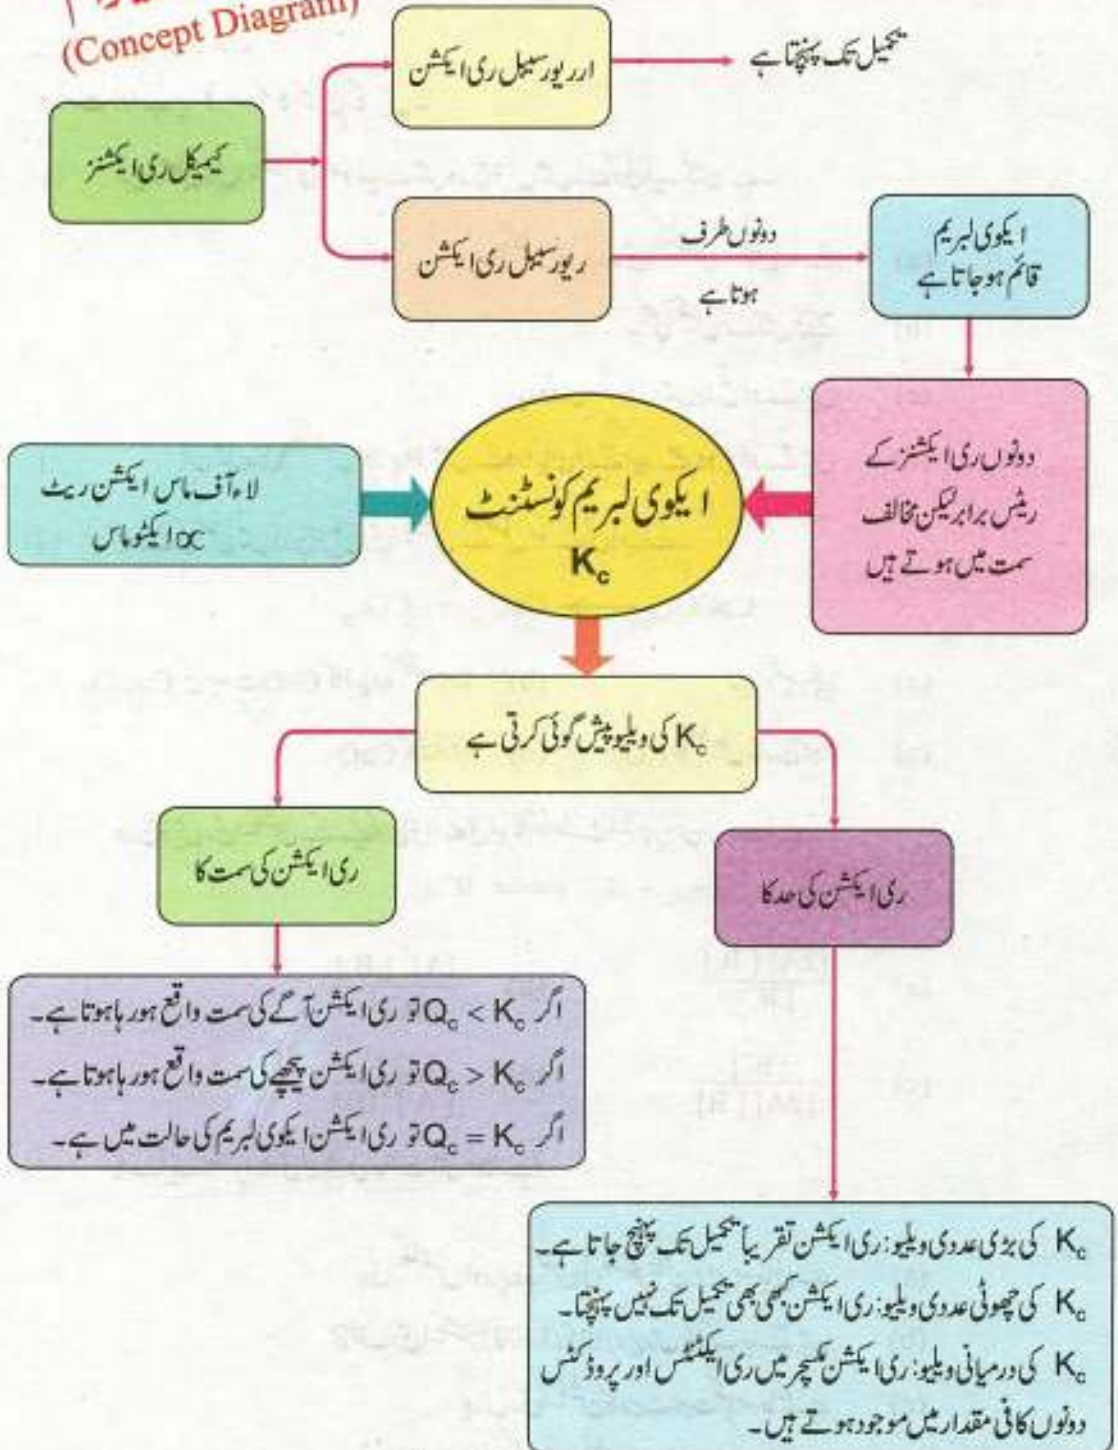 (Concept Diagram)
ارریورسیبل ری ایکشن
تکمیل تک پہنچتا ہے
کیمیکل ری ایکشنز
ریورسیبل ری ایکشن
دونوں طرف
ہوتا ہے
ایکوی لبریم
قائم ہو جاتا ہے
دونوں ری ایکشنز کے
ریٹس برابر لیکن مخالف
سمت میں ہوتے ہیں
ایکوی لبریم کونسٹنٹ
Kc
لاء آف ماس ایکشن ریٹ
∝ ایکٹو ماس
Kc کی ویلیو پیش گوئی کرتی ہے
ری ایکشن کی سمت کا
ری ایکشن کی حد کا
اگر Qc < Kc تو ری ایکشن آگے کی سمت واقع ہو رہا ہوتا ہے۔
اگر Qc > Kc تو ری ایکشن پیچھے کی سمت واقع ہو رہا ہوتا ہے۔
اگر Qc = Kc تو ری ایکشن ایکوی لبریم کی حالت میں ہے۔
Kc کی بڑی عددی ویلیو: ری ایکشن تقریباً تکمیل تک پہنچ جاتا ہے۔
Kc کی چھوٹی عددی ویلیو: ری ایکشن کبھی بھی تکمیل تک نہیں پہنچتا۔
Kc کی درمیانی ویلیو: ری ایکشن مکسچر میں ری ایکٹنٹس اور پروڈکٹس
دونوں کافی مقدار میں موجود ہوتے ہیں۔